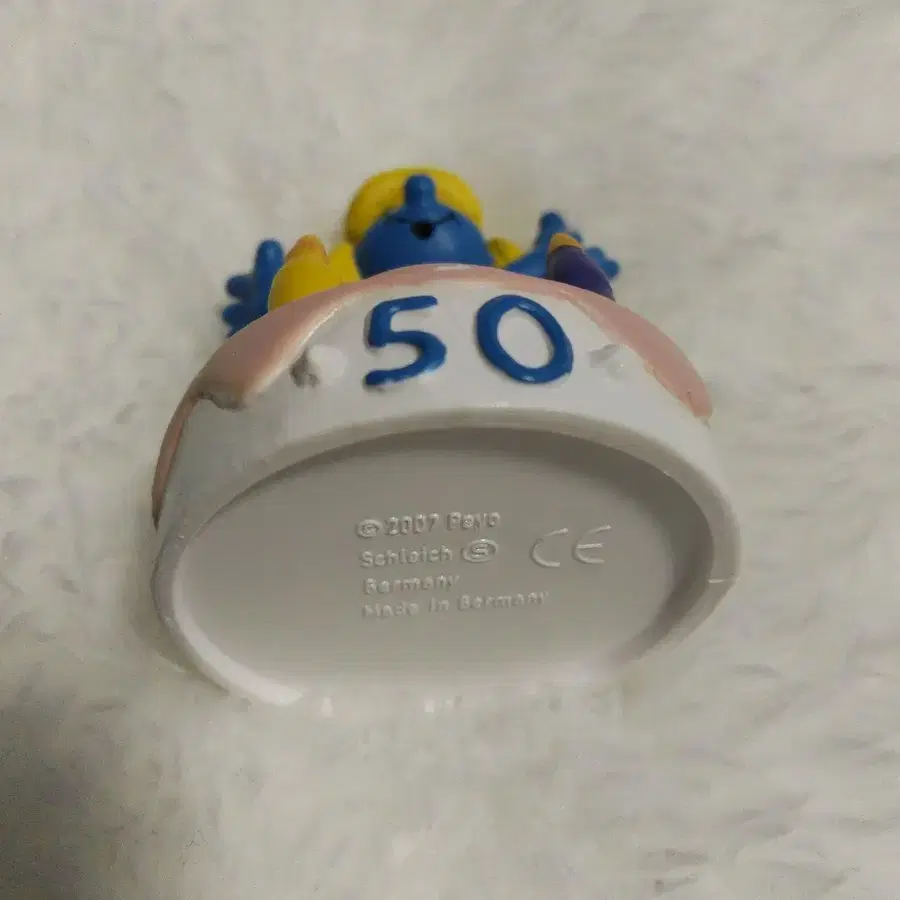 50
© 2007 Peyo
Schleich S CE
Germany
Made in Germany